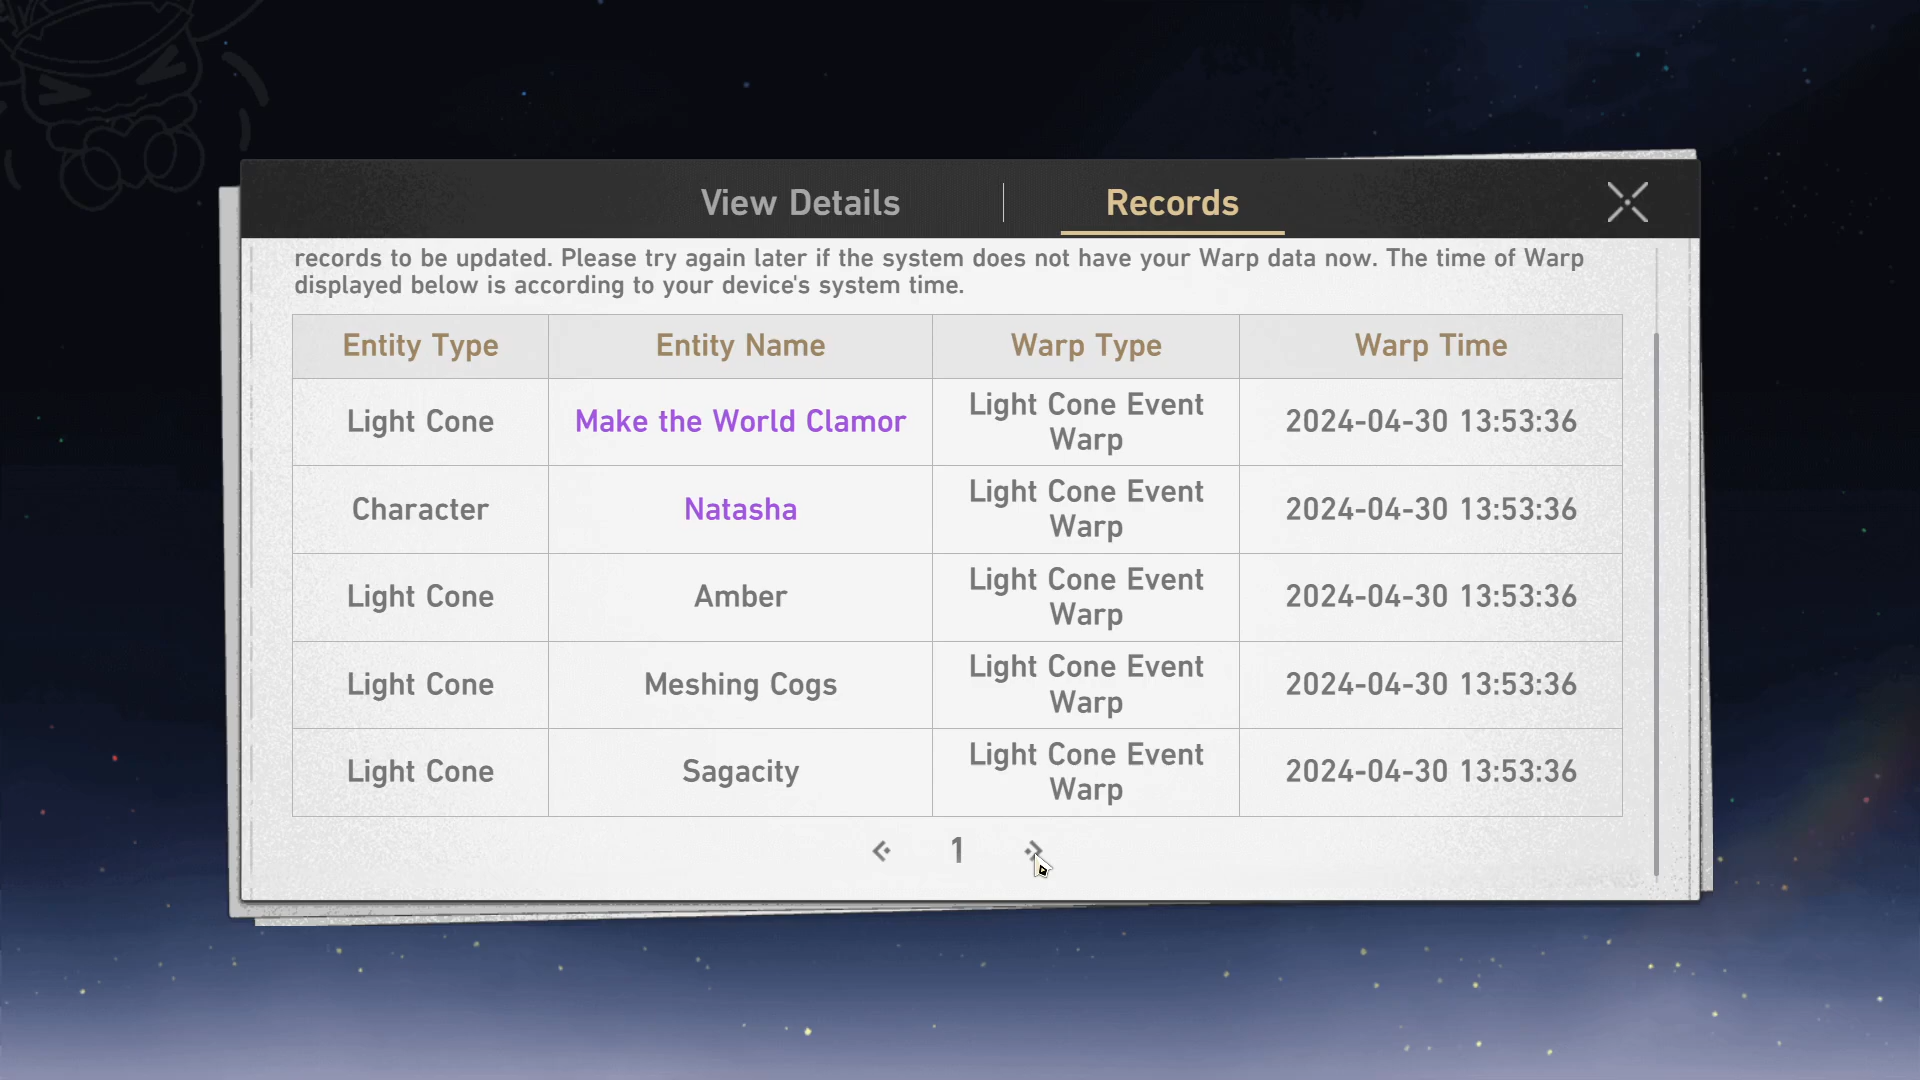 View Details
Records
records to be updated. Please try again later if the system does not have your Warp data now. The time of Warp
displayed below is according to your device's system time.
Entity Type
Entity Name
Warp Type
Warp Time
Light Cone
Make the World Clamor
Light Cone Event
Warp
2024-04-30 13:53:36
Character
Natasha
Light Cone Event
Warp
2024-04-30 13:53:36
Light Cone
Amber
Light Cone Event
Warp
2024-04-30 13:53:36
Light Cone
Meshing Cogs
Light Cone Event
Warp
2024-04-30 13:53:36
Light Cone
Sagacity
Light Cone Event
Warp
2024-04-30 13:53:36
1